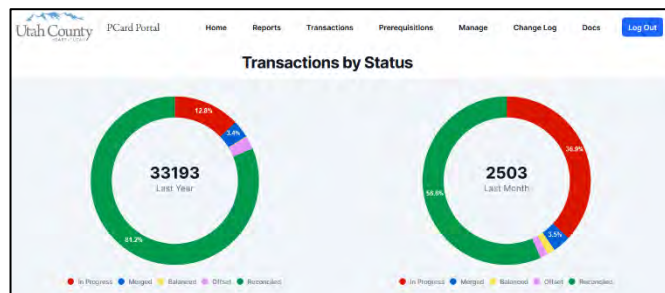 Utah County PCard Portal Home Reports Transactions Prerequisitions Manage Change Log Docs Log Out
Transactions by Status
12.8%
3.4%
33193
Last Year
81.2%
In Progress Merged Balanced Offset Reconciled
36.9%
2503
Last Month
3.5%
In Progress Merged Balanced Offset Reconciled